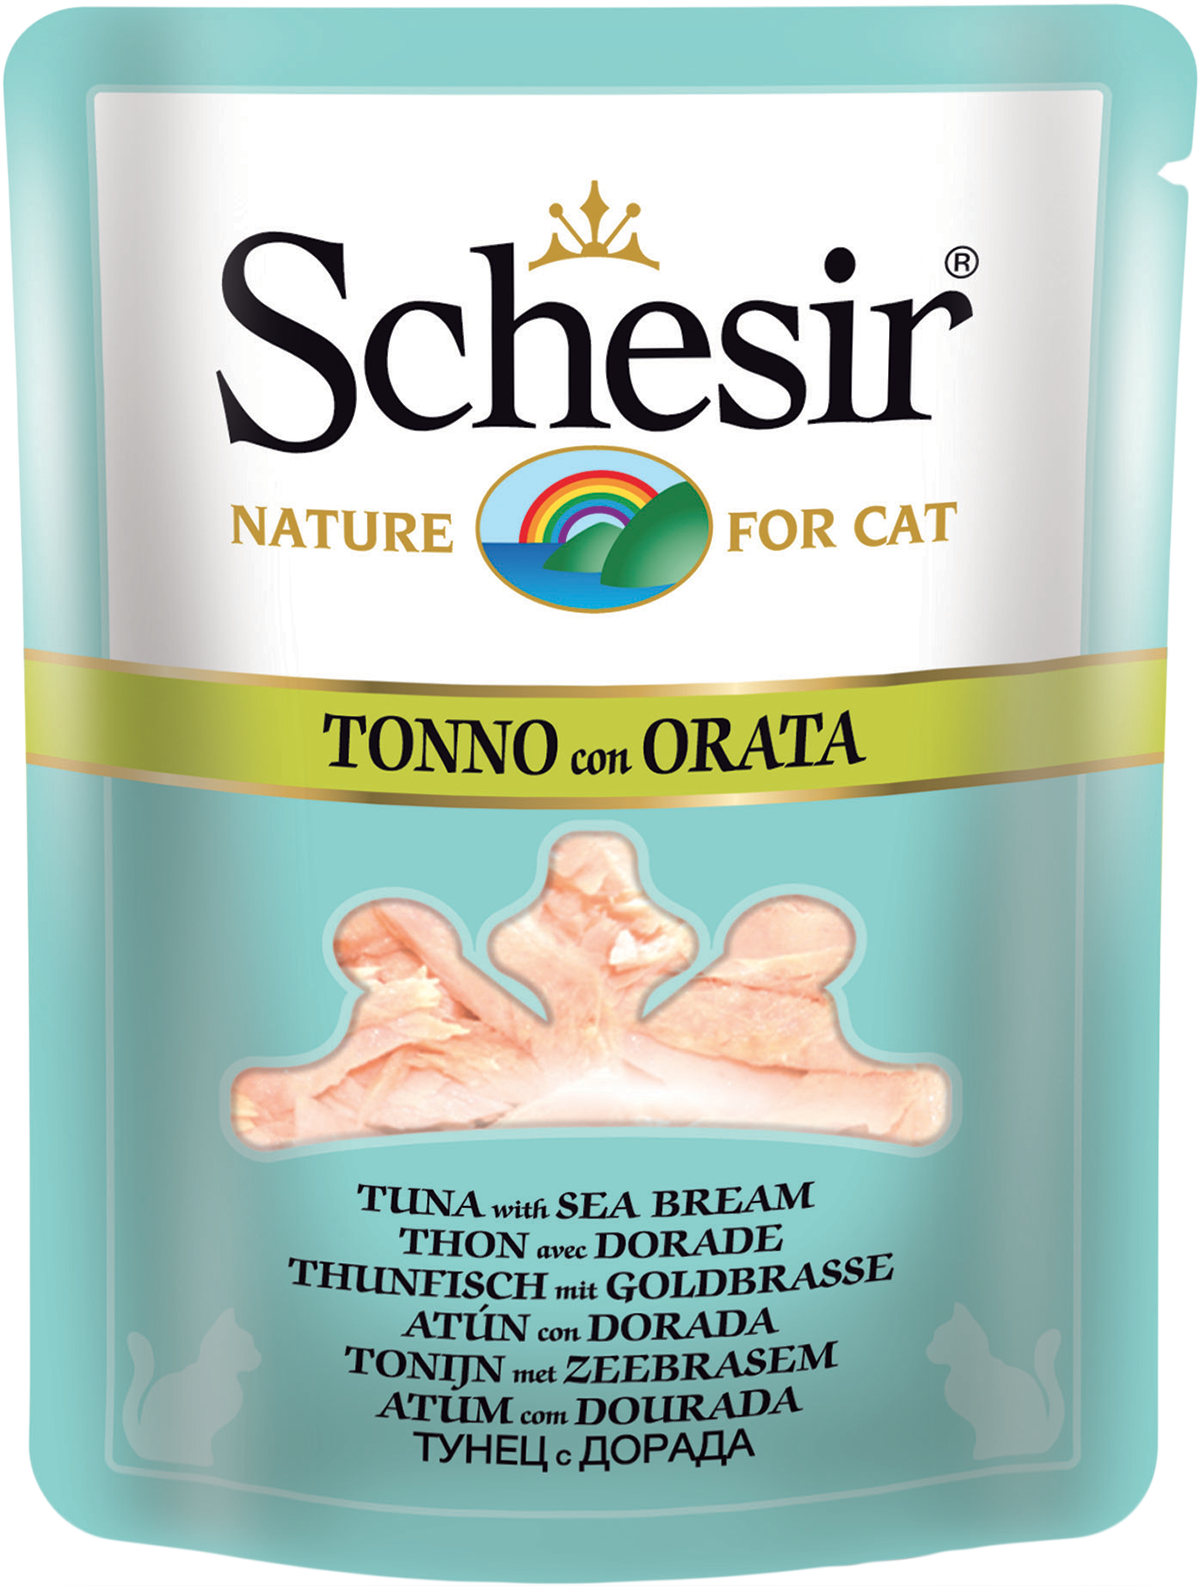 Schesir®
NATURE FOR CAT
TONNO con ORATA
TUNA with SEA BREAM
THON avec DORADE
THUNFISCH mit GOLDBRASSE
ATÚN con DORADA
TONIJN met ZEEBRASEM
ATUM com DOURADA
ТУНЕЦ с ДОРАДА